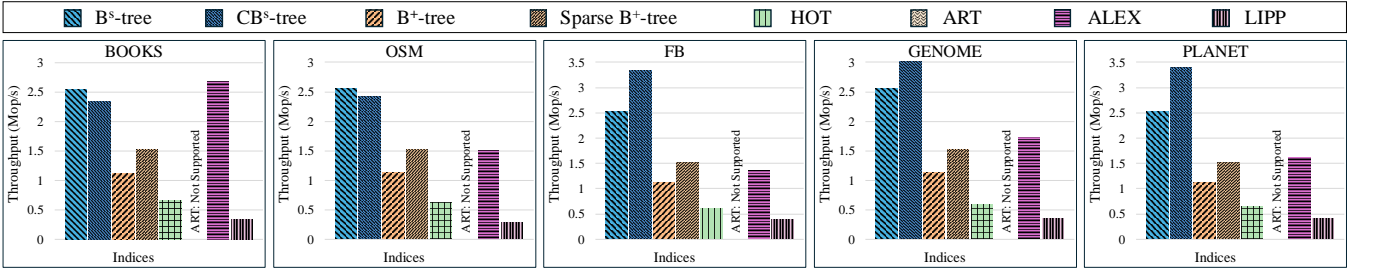 Bˢ-tree CBˢ-tree B⁺-tree Sparse B⁺-tree HOT ART ALEX LIPP
BOOKS
Throughput (Mop/s)
3
2.5
2
1.5
1
0.5
0
ART: Not Supported
Indices
OSM
Throughput (Mop/s)
3
2.5
2
1.5
1
0.5
0
ART: Not Supported
Indices
FB
Throughput (Mop/s)
3.5
3
2.5
2
1.5
1
0.5
0
ART: Not Supported
Indices
GENOME
Throughput (Mop/s)
3
2.5
2
1.5
1
0.5
0
ART: Not Supported
Indices
PLANET
Throughput (Mop/s)
3.5
3
2.5
2
1.5
1
0.5
0
ART: Not Supported
Indices